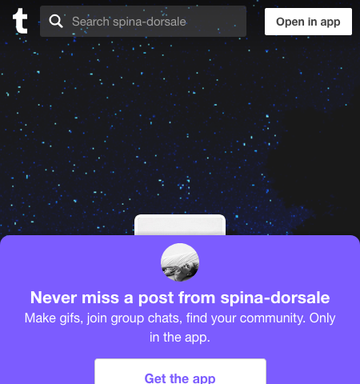 t
Search spina-dorsale
Open in app
Never miss a post from spina-dorsale
Make gifs, join group chats, find your community. Only
in the app.
Get the app